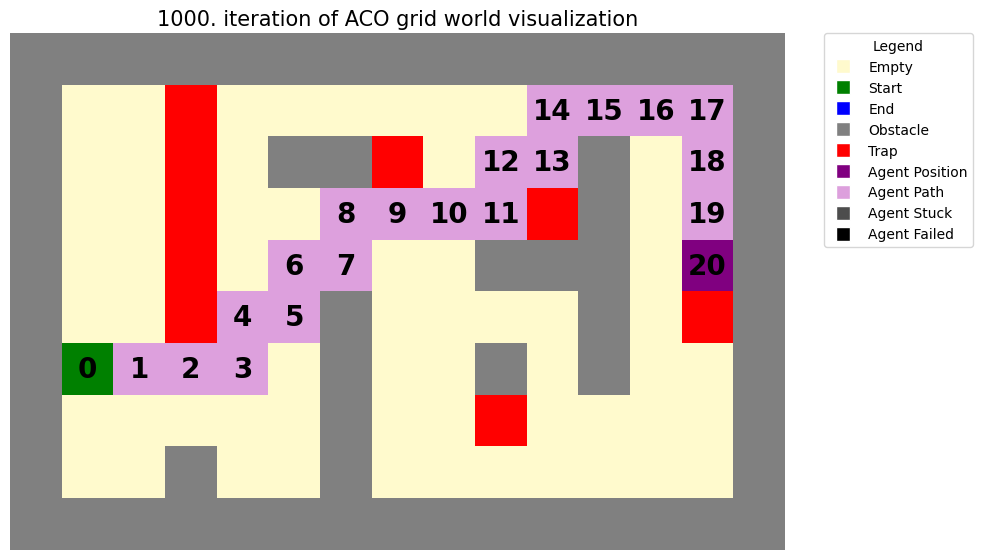 1000. iteration of ACO grid world visualization
Legend
Empty
Start
End
Obstacle
Trap
Agent Position
Agent Path
Agent Stuck
Agent Failed
14 15 16 17
12 13 18
8 9 10 11 19
6 7 20
4 5
0 1 2 3